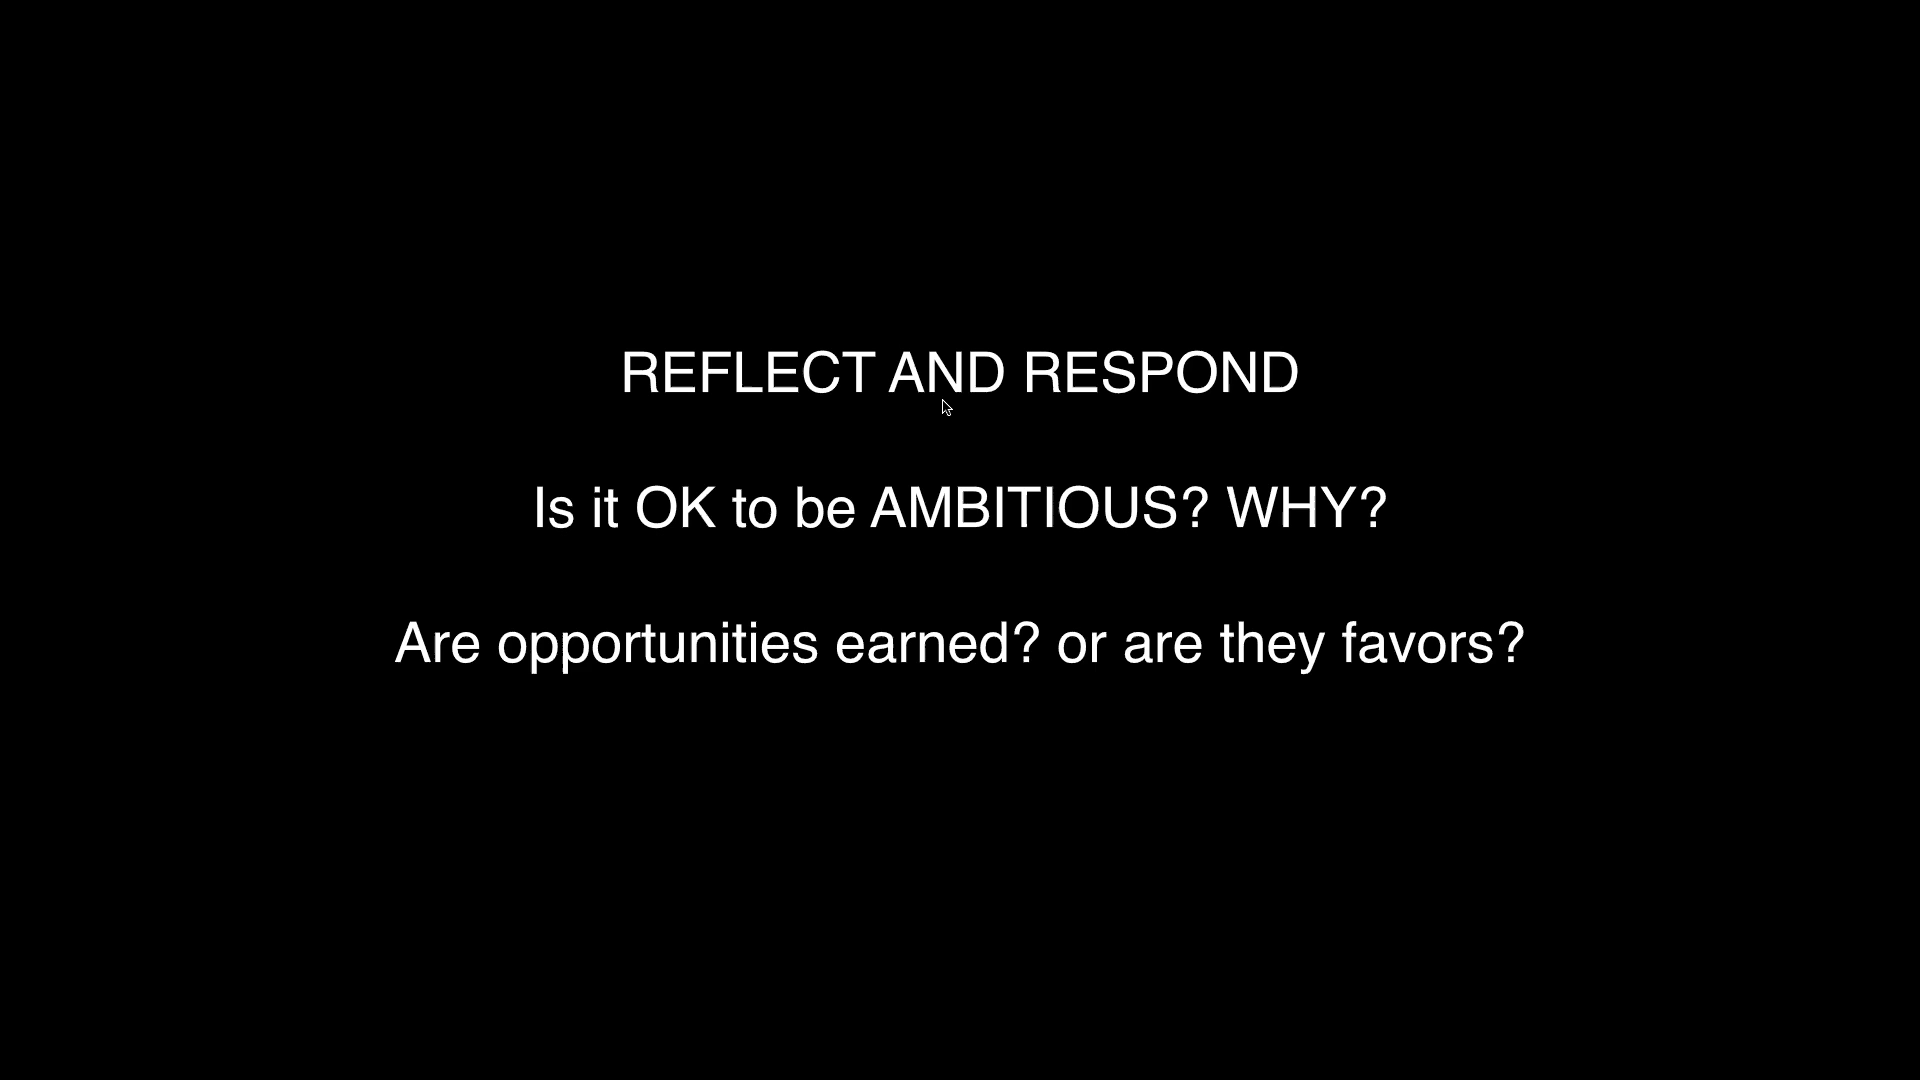 REFLECT AND RESPOND
Is it OK to be AMBITIOUS? WHY?
Are opportunities earned? or are they favors?